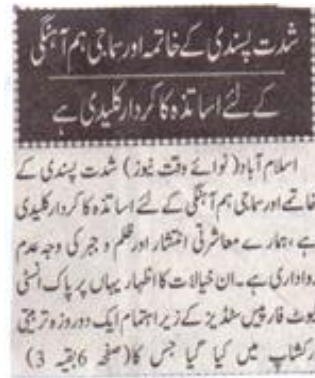 شدت پسندی کے خاتمہ اور سماجی ہم آہنگی
کے لئے اساتذہ کا کردار کلیدی ہے
اسلام آباد (نوائے وقت نیوز) شدت پسندی کے
خاتمے اور سماجی ہم آہنگی کے لئے اساتذہ کا کردار کلیدی
ہے، ہمارے معاشرتی انتشار اور ظلم و جبر کی وجہ عدم
رواداری ہے۔ ان خیالات کا اظہار یہاں پر پاک انسٹی
ٹیوٹ فار پیس سٹڈیز کے زیر اہتمام ایک دو روزہ تربیتی
ورکشاپ میں کیا گیا جس کا (صفحہ 6 بقیہ 3)